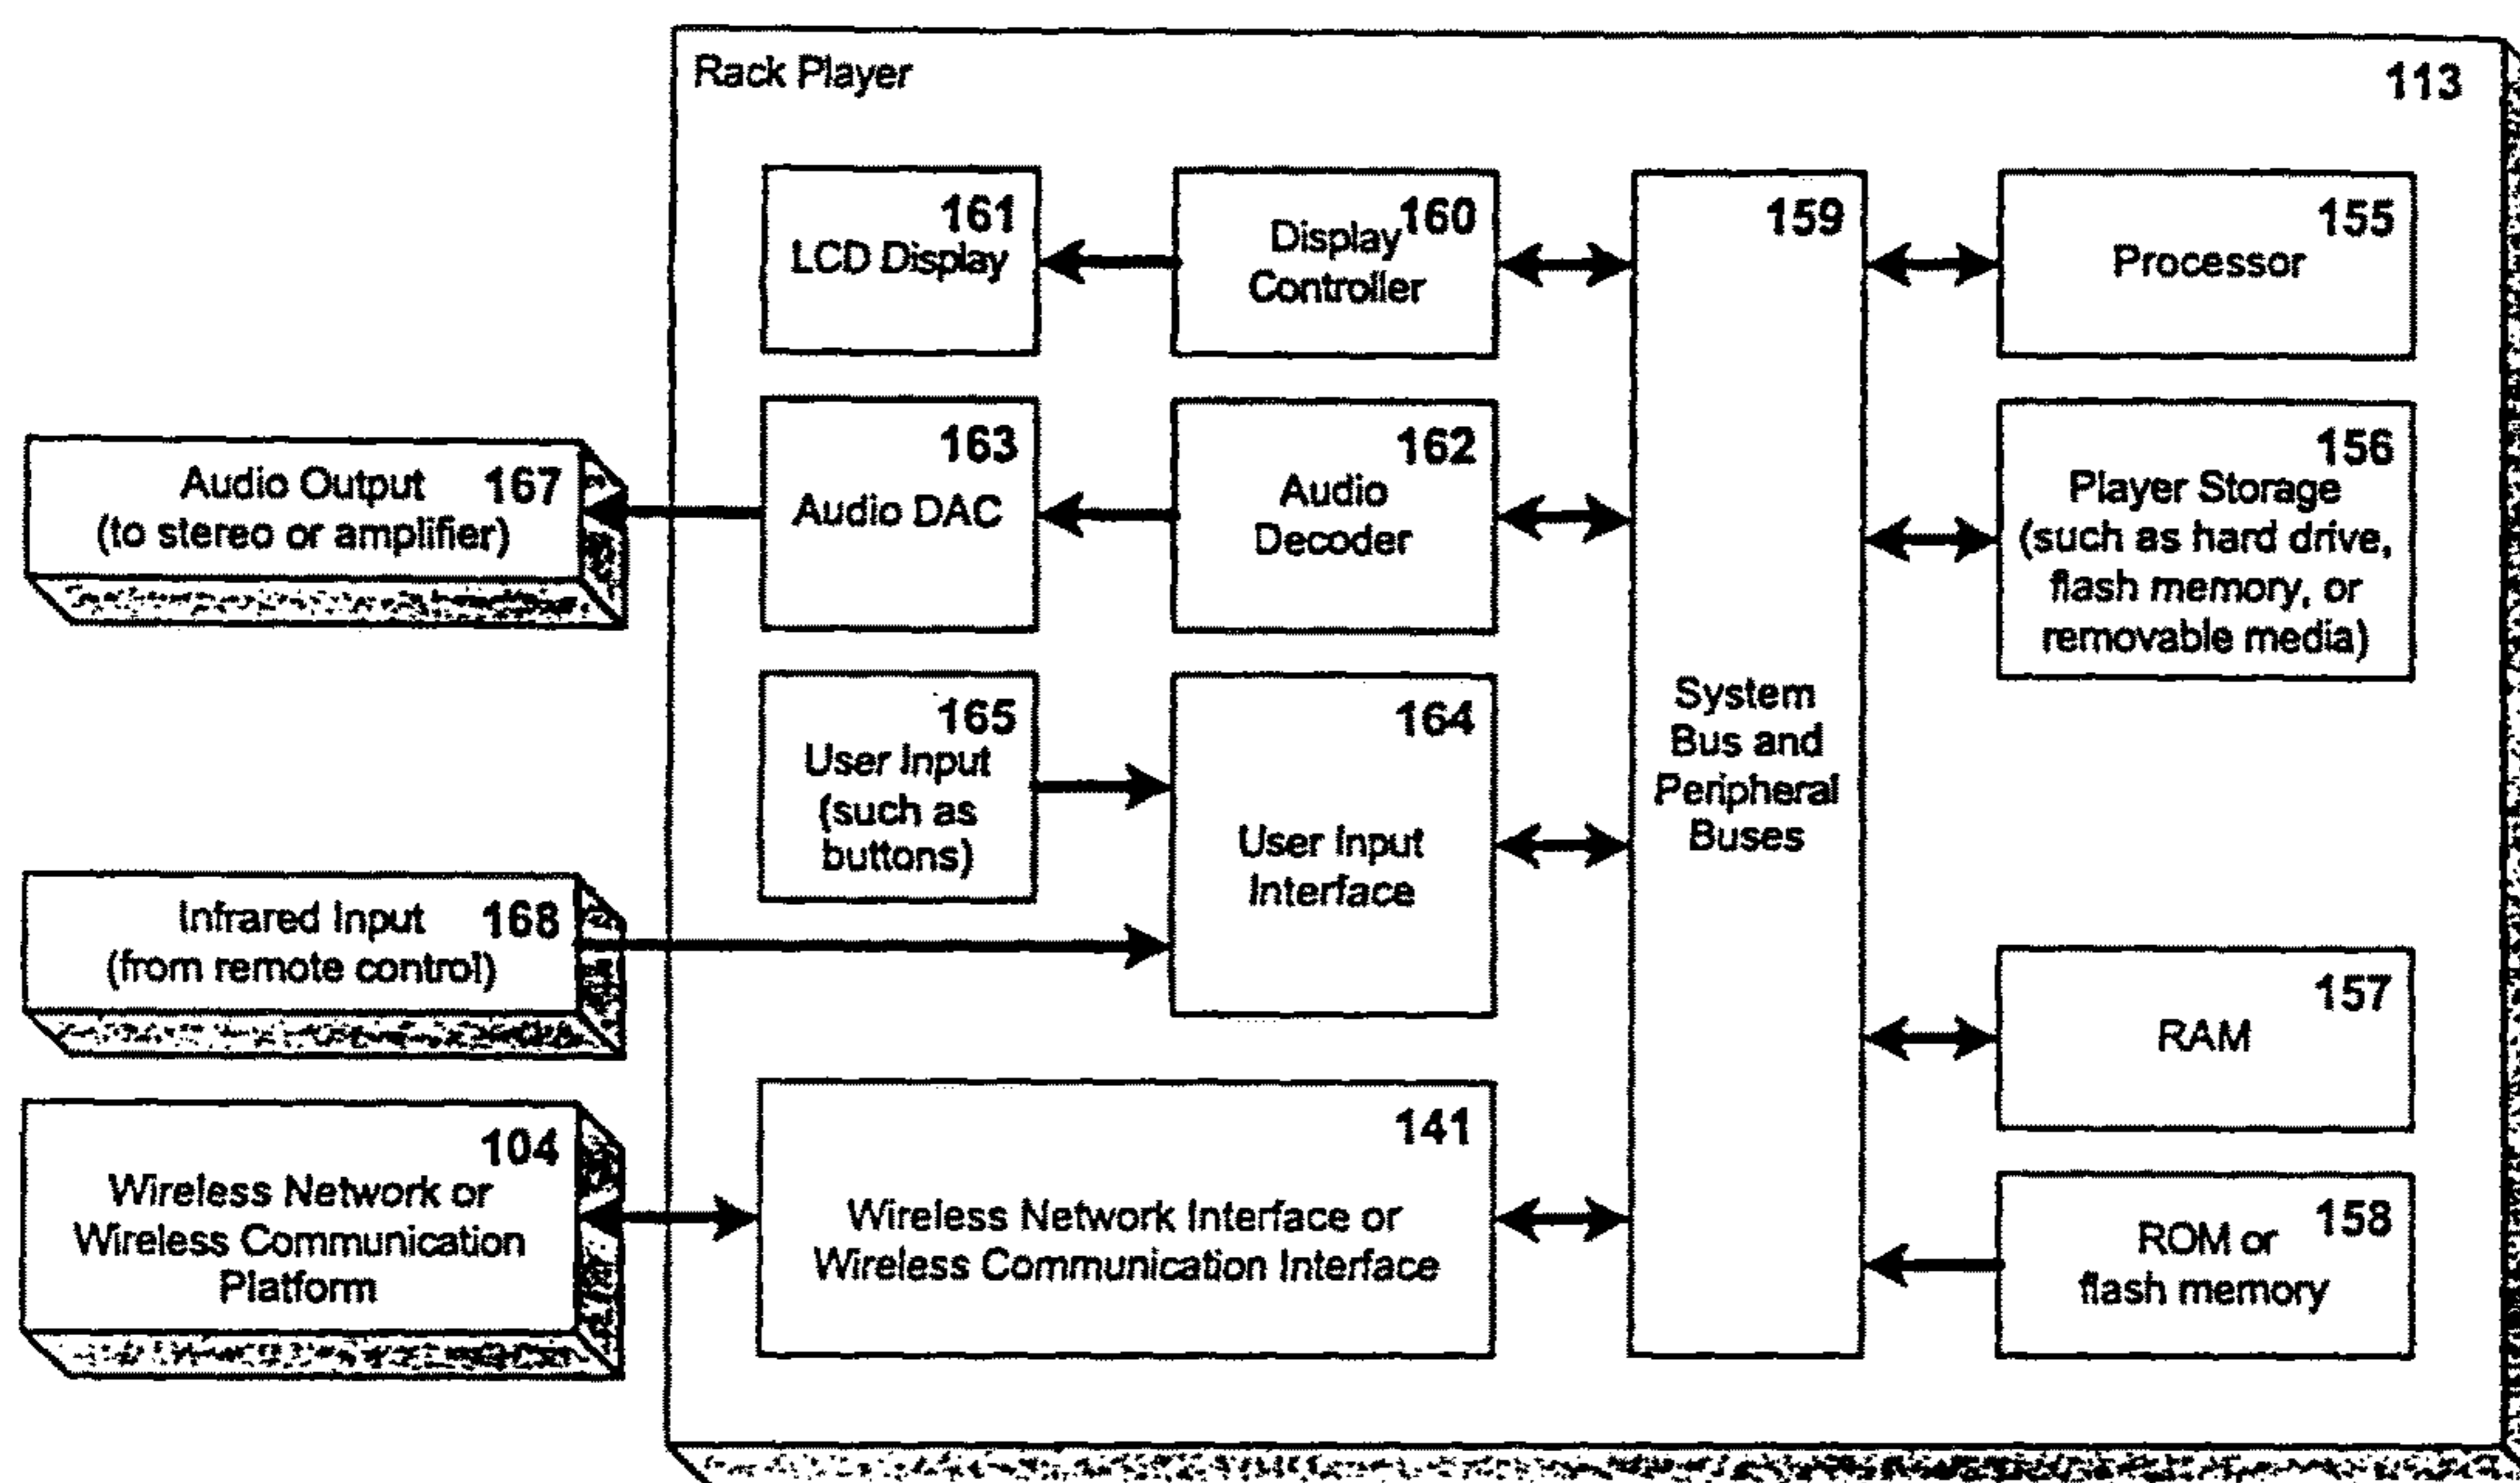 Rack Player 113
161
LCD Display
Display 160
Controller
159
System
Bus and
Peripheral
Buses
155
Processor
163
Audio DAC
162
Audio
Decoder
156
Player Storage
(such as hard drive,
flash memory, or
removable media)
Audio Output 167
(to stereo or amplifier)
165
User Input
(such as
buttons)
164
User Input
Interface
Infrared Input 168
(from remote control)
157
RAM
104
Wireless Network or
Wireless Communication
Platform
141
Wireless Network Interface or
Wireless Communication Interface
158
ROM or
flash memory